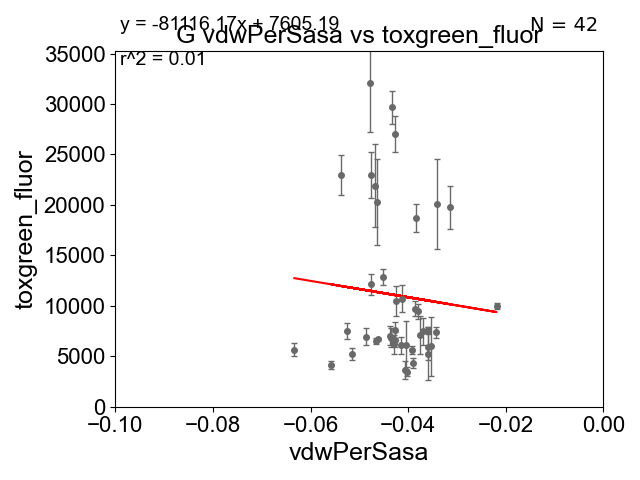 y = -81116.17x + 7605.19
N = 42
G vdwPerSasa vs toxgreen_fluor
r^2 = 0.01
35000
30000
25000
20000
15000
10000
5000
0
toxgreen_fluor
−0.10
−0.08
−0.06
−0.04
−0.02
0.00
vdwPerSasa